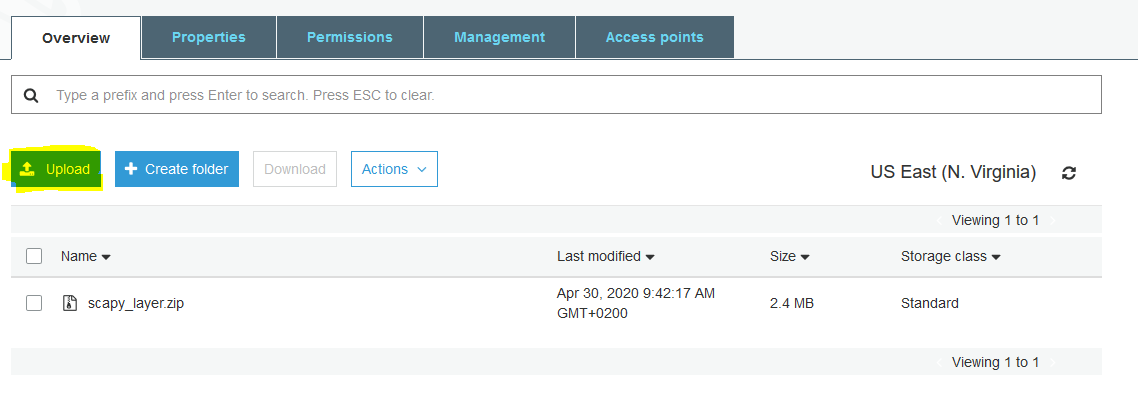 Overview Properties Permissions Management Access points
Type a prefix and press Enter to search. Press ESC to clear.
Upload Create folder Download Actions US East (N. Virginia)
Viewing 1 to 1
Name Last modified Size Storage class
scapy_layer.zip Apr 30, 2020 9:42:17 AM 2.4 MB Standard
GMT+0200
Viewing 1 to 1